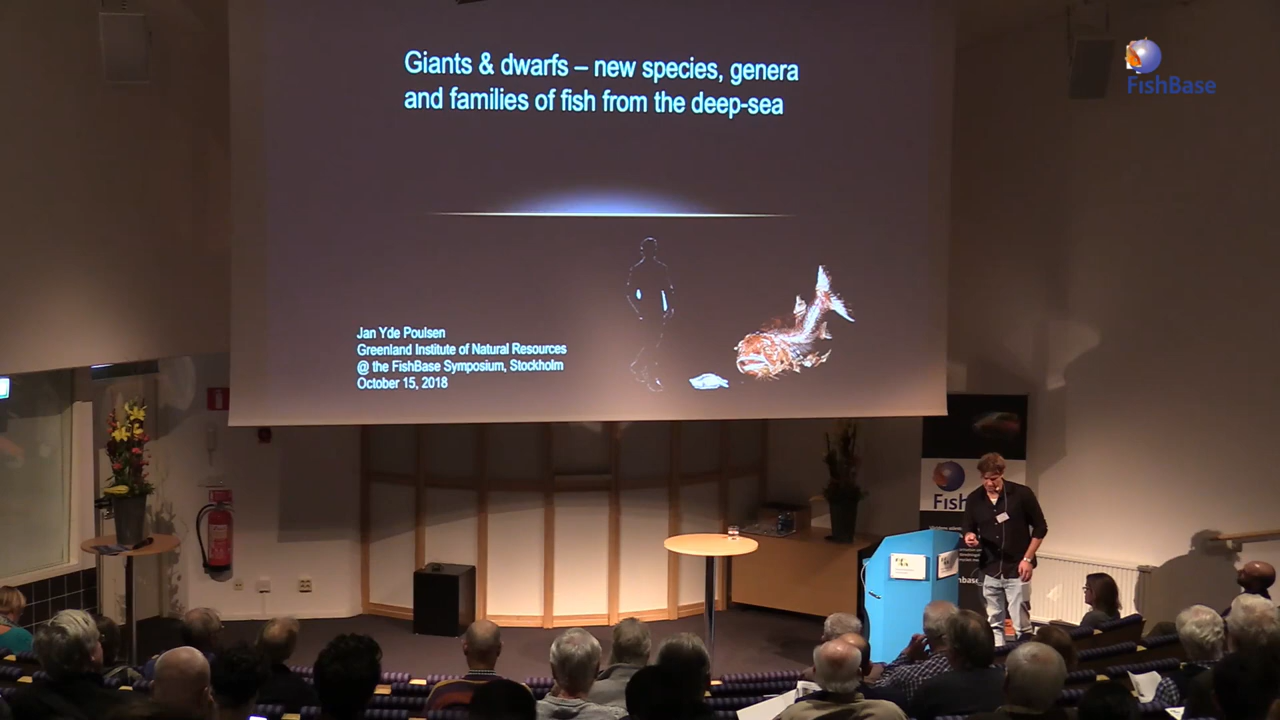 Giants & dwarfs – new species, genera
and families of fish from the deep-sea
FishBase
Jan Yde Poulsen
Greenland Institute of Natural Resources
@ the FishBase Symposium, Stockholm
October 15, 2018
Fish